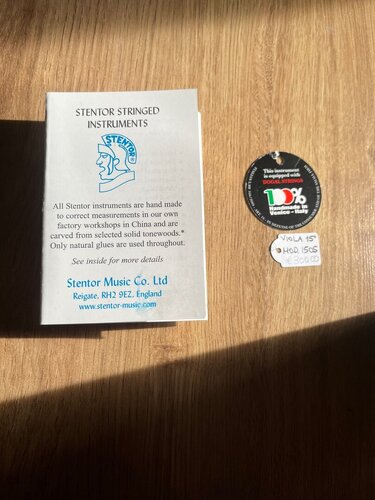 STENTOR STRINGED
INSTRUMENTS
STENTOR
All Stentor instruments are hand made
to correct measurements in our own
factory workshops in China and are
carved from selected solid tonewoods.*
Only natural glues are used throughout.
See inside for more details
Stentor Music Co. Ltd
Reigate, RH2 9EZ, England
www.stentor-music.com
This instrument
is equipped with
DOGAL STRINGS
100%
Handmade in
Venice - Italy
VIOLA 15"
MOD. 1505